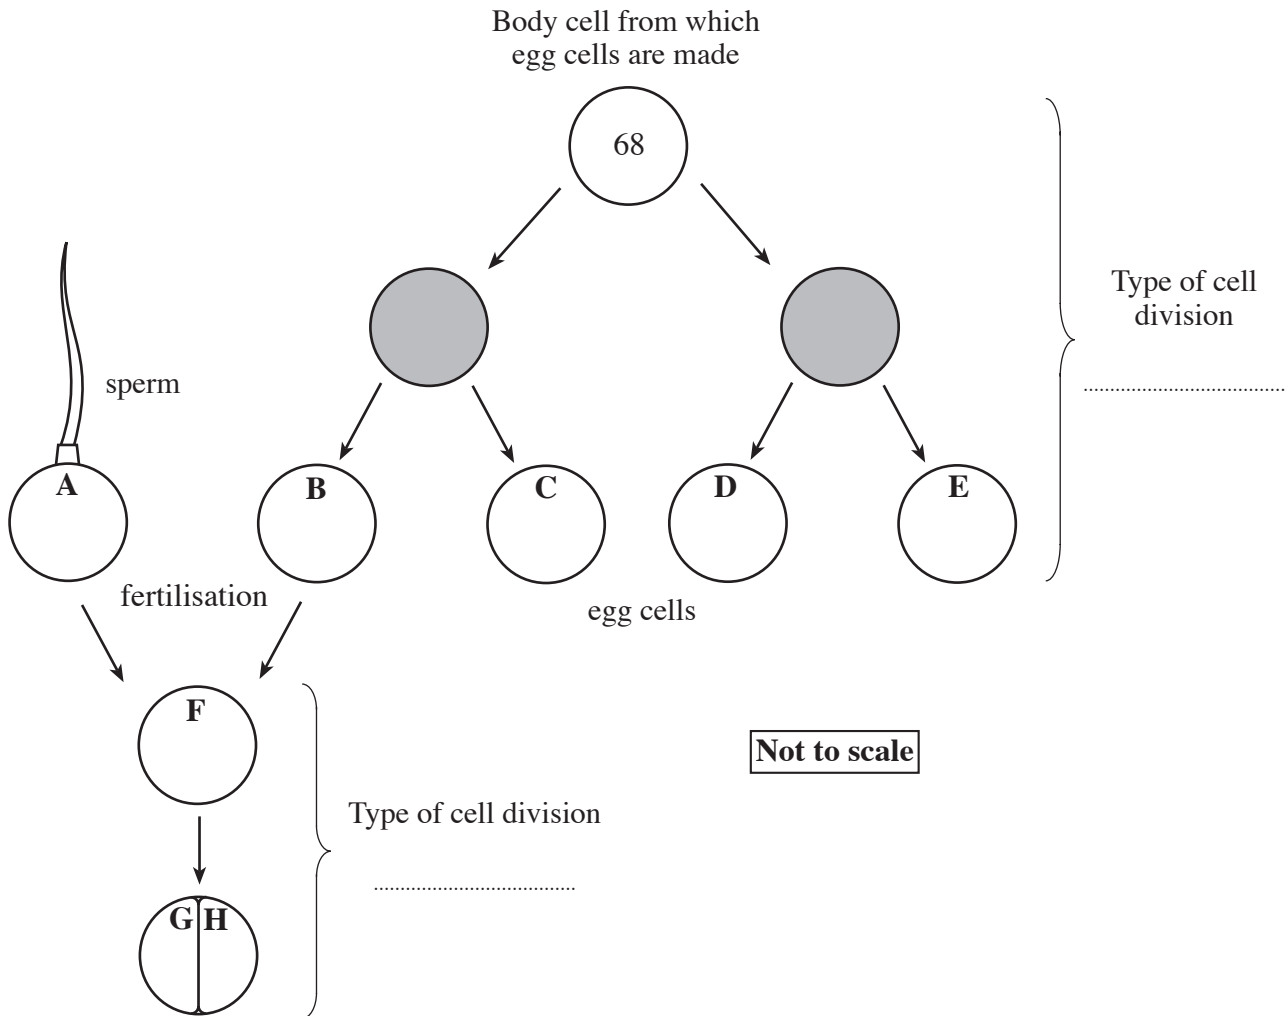 Body cell from which
egg cells are made
68
Type of cell
division
....................................
sperm
A
B
C
D
E
fertilisation
egg cells
F
Not to scale
Type of cell division
....................................
G H